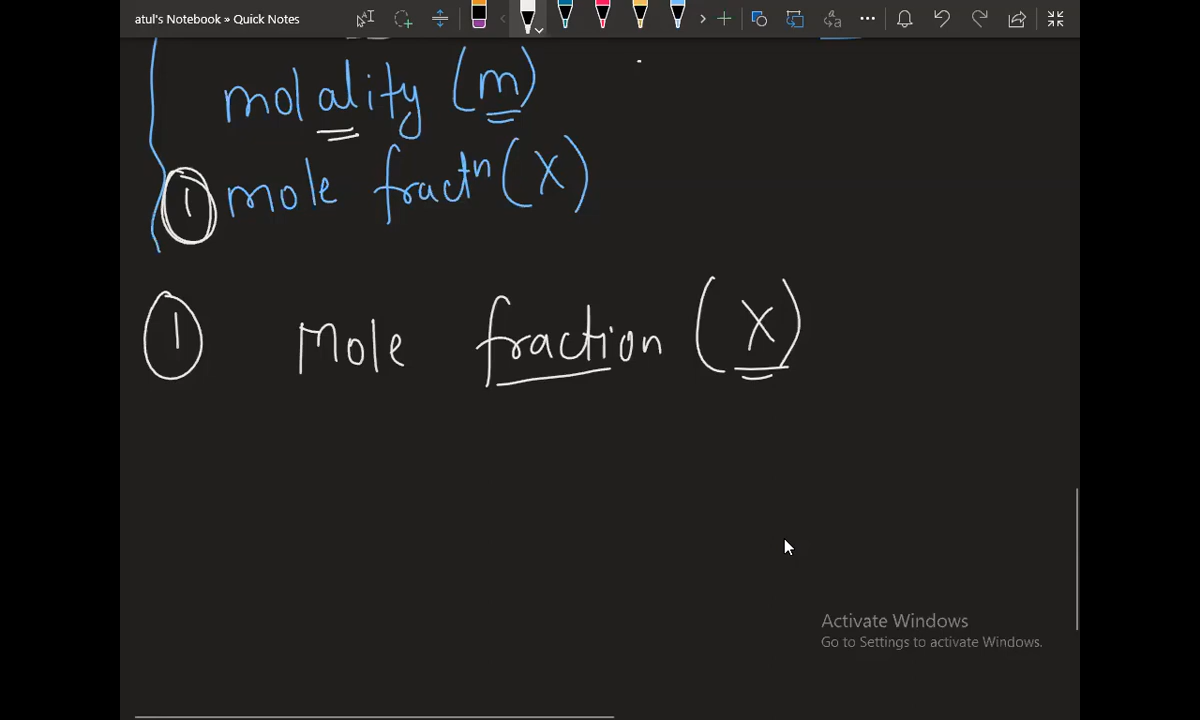 atul's Notebook » Quick Notes
molality (m)
① mole fractn (X)
① Mole fraction (X)
Activate Windows
Go to Settings to activate Windows.